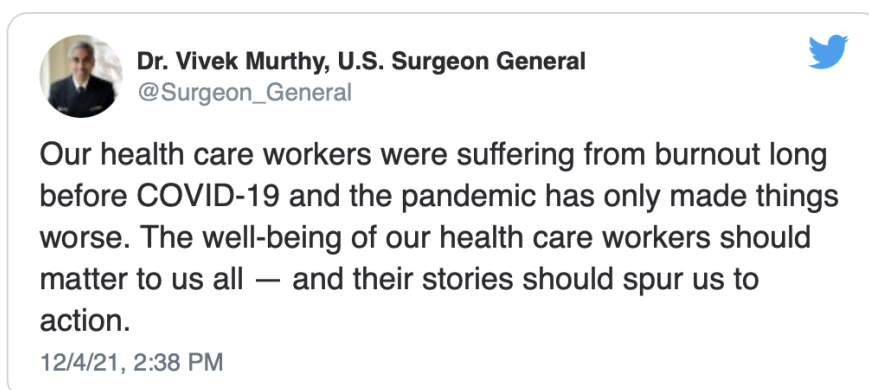 Dr. Vivek Murthy, U.S. Surgeon General
@Surgeon_General
Our health care workers were suffering from burnout long
before COVID-19 and the pandemic has only made things
worse. The well-being of our health care workers should
matter to us all — and their stories should spur us to
action.
12/4/21, 2:38 PM